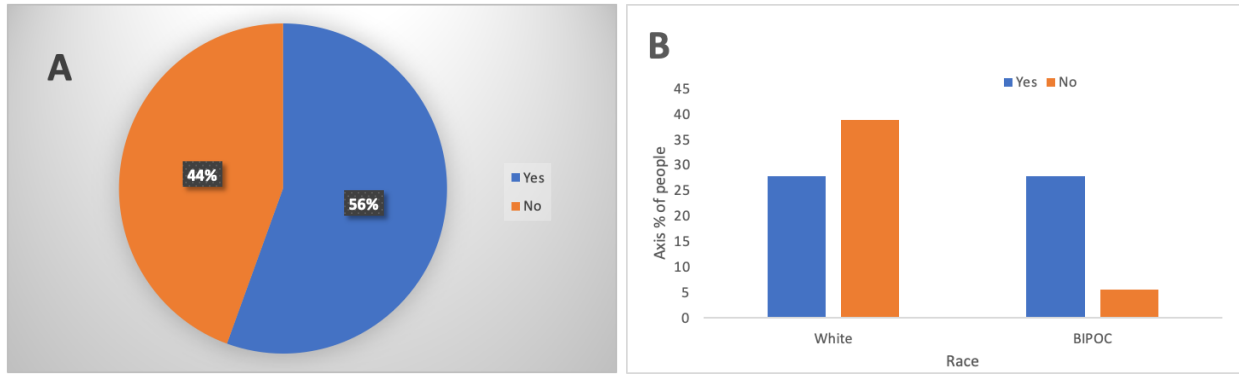 A
44%
56%
Yes
No
B
Yes No
45
40
35
30
25
20
15
10
5
0
Axis % of people
White BIPOC
Race